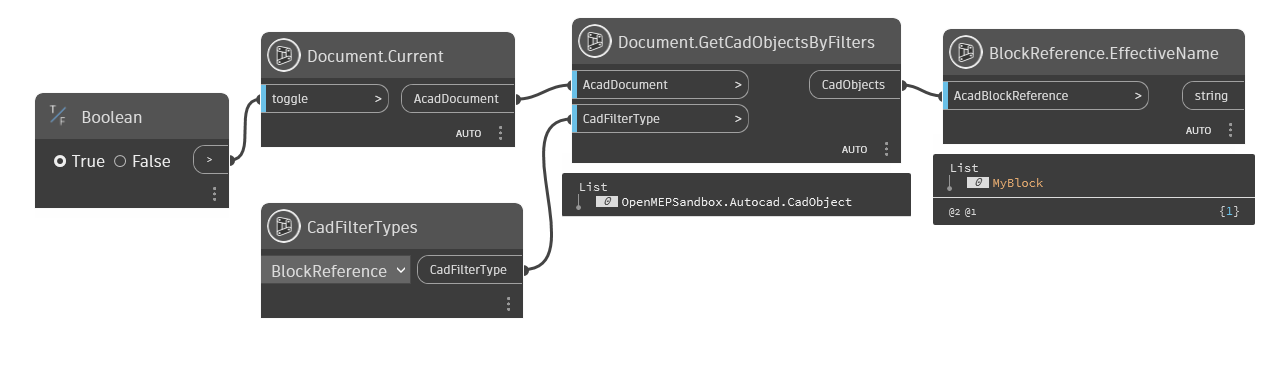 T/F Boolean
True False >
Document.Current
toggle > AcadDocument
AUTO
CadFilterTypes
BlockReference CadFilterType
Document.GetCadObjectsByFilters
AcadDocument > CadObjects
CadFilterType >
AUTO
List
0 OpenMEPSandbox.Autocad.CadObject
BlockReference.EffectiveName
AcadBlockReference > string
AUTO
List
0 MyBlock
@2 @1 {1}